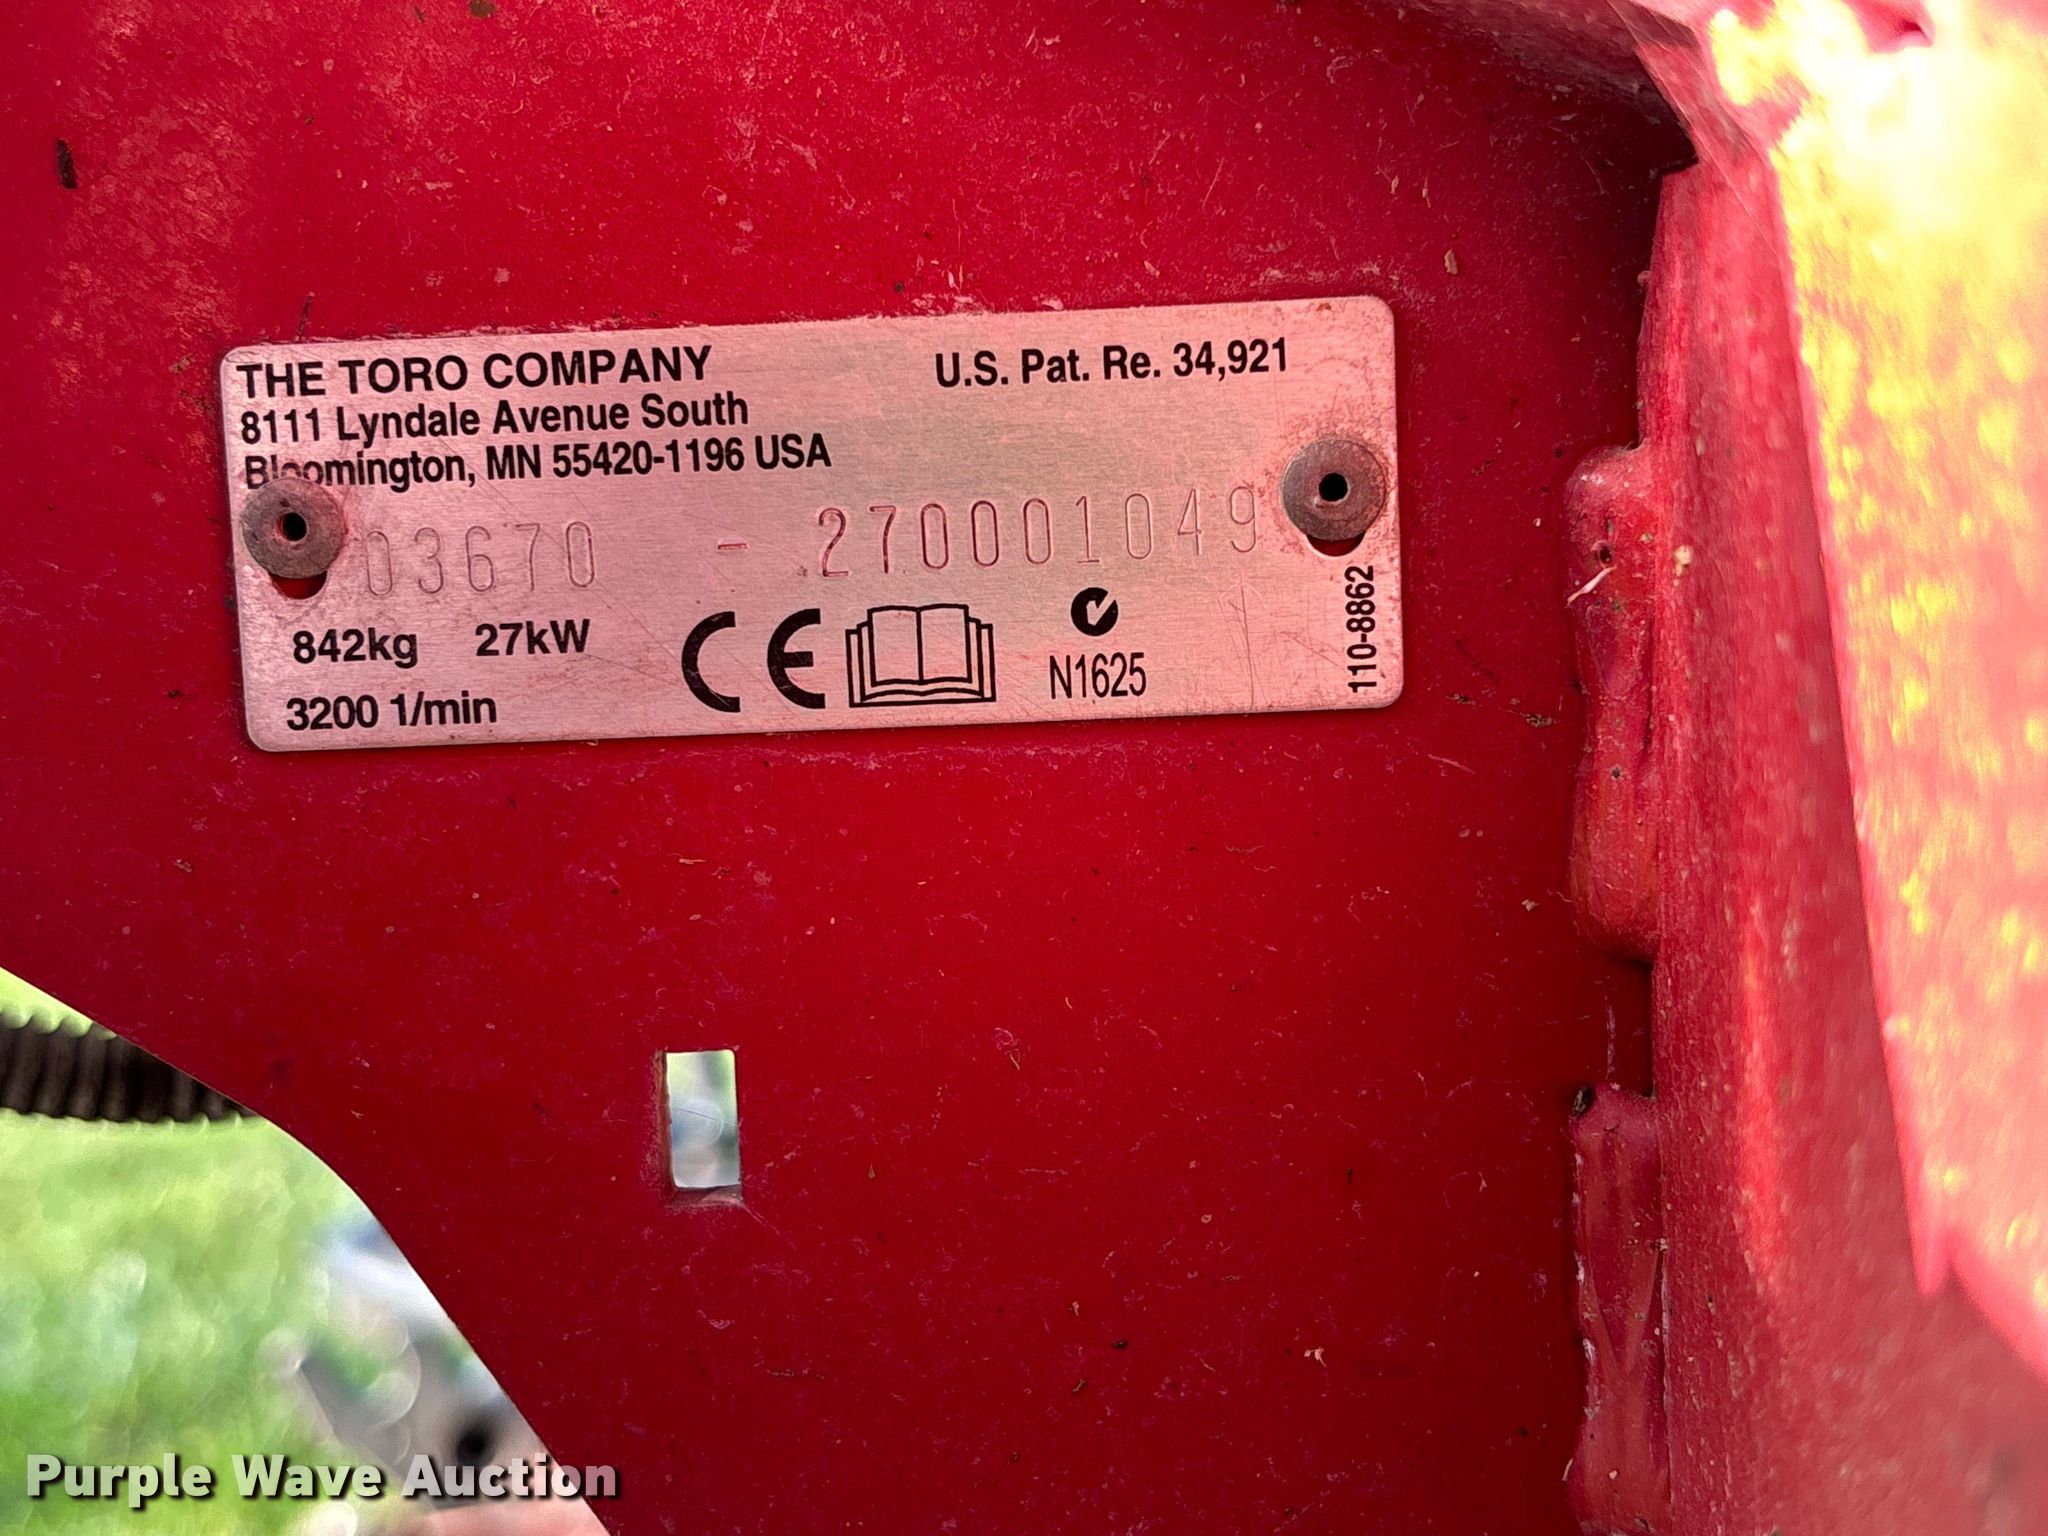 THE TORO COMPANY
8111 Lyndale Avenue South
Bloomington, MN 55420-1196 USA
U.S. Pat. Re. 34,921
03670 - 270001049
842kg 27kW
3200 1/min
CE
N1625
110-8862
Purple Wave Auction